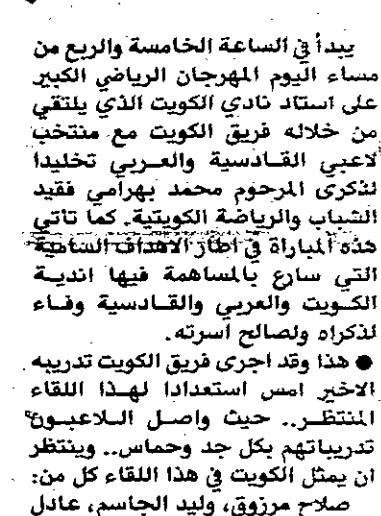 يبدأ في الساعة الخامسة والربع من
مساء اليوم المهرجان الرياضي الكبير
على استاد نادي الكويت الذي يلتقي
من خلاله فريق الكويت مع منتخب
لاعبي القادسية والعربي تخليدا
لذكرى المرحوم محمد بهرامي فقيد
الشباب والرياضة الكويتية. كما تاتي
هذه المباراة في اطار الاهداف السامية
التي سارع بالمساهمة فيها اندية
الكويت والعربي والقادسية وفاء
لذكراه ولصالح اسرته.
● هذا وقد اجرى فريق الكويت تدريبه
الاخير امس استعدادا لهذا اللقاء
المنتظر.. حيث واصل اللاعبون
تدريباتهم بكل جد وحماس.. وينتظر
ان يمثل الكويت في هذا اللقاء كل من:
صلاح مرزوق، وليد الجاسم، عادل